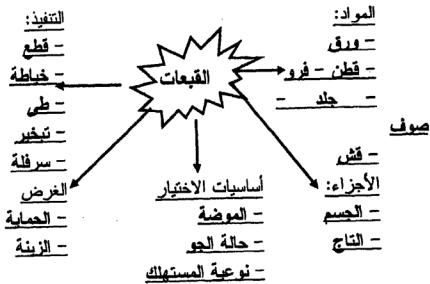 المواد:
- ورق
- قطن - فرو
- جلد -
صوف
- قش
الأجزاء:
- الجسم
- التاج
القبعات
أساسيات الاختيار
- الموضة
- حالة الجو
- نوعية المستهلك
التنفيذ:
- قطع
- خياطة
- طى
- تبخير
- سرفلة
الغرض
- الحماية
- الزينة